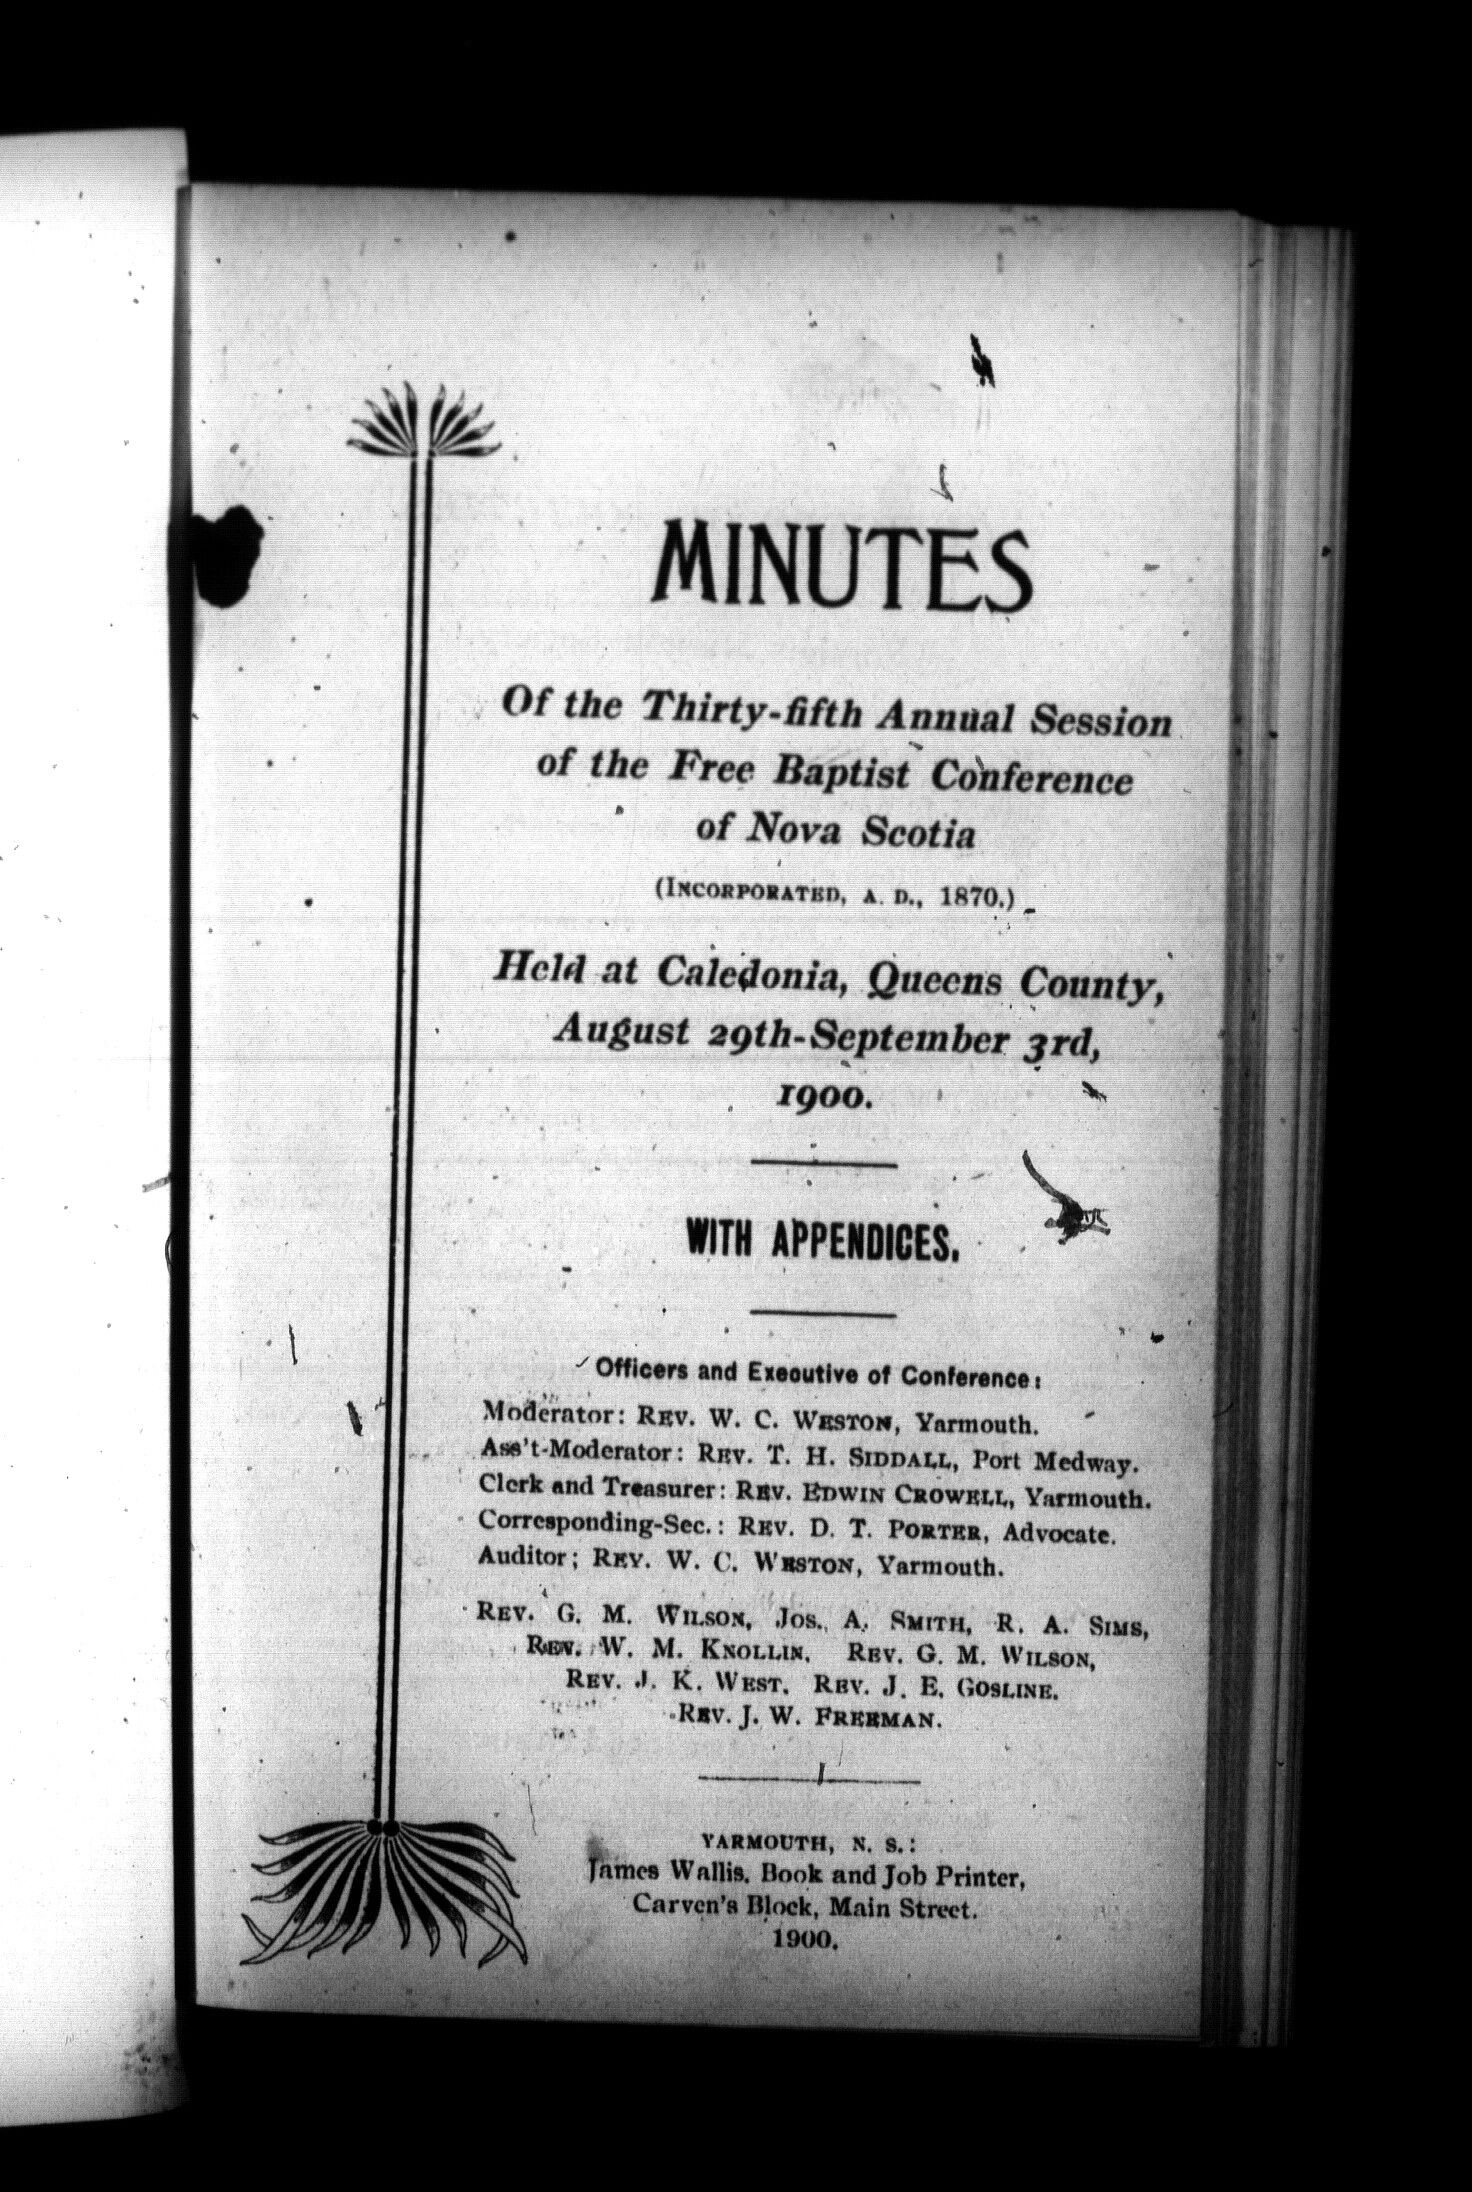 MINUTES
Of the Thirty-fifth Annual Session
of the Free Baptist Conference
of Nova Scotia
(INCORPORATED, A. D., 1870.)
Held at Caledonia, Queens County,
August 29th-September 3rd,
1900.
WITH APPENDICES.
Officers and Executive of Conference:
Moderator: REV. W. C. WESTON, Yarmouth.
Ass't-Moderator: REV. T. H. SIDDALL, Port Medway.
Clerk and Treasurer: REV. EDWIN CROWELL, Yarmouth.
Corresponding-Sec.: REV. D. T. PORTER, Advocate.
Auditor; REV. W. C. WESTON, Yarmouth.
REV. G. M. WILSON, JOS. A. SMITH, R. A. SIMS,
REV. W. M. KNOLLIN, REV. G. M. WILSON,
REV. J. K. WEST. REV. J. E. GOSLINE.
REV. J. W. FREEMAN.
YARMOUTH, N. S.:
James Wallis, Book and Job Printer,
Carven's Block, Main Street.
1900.